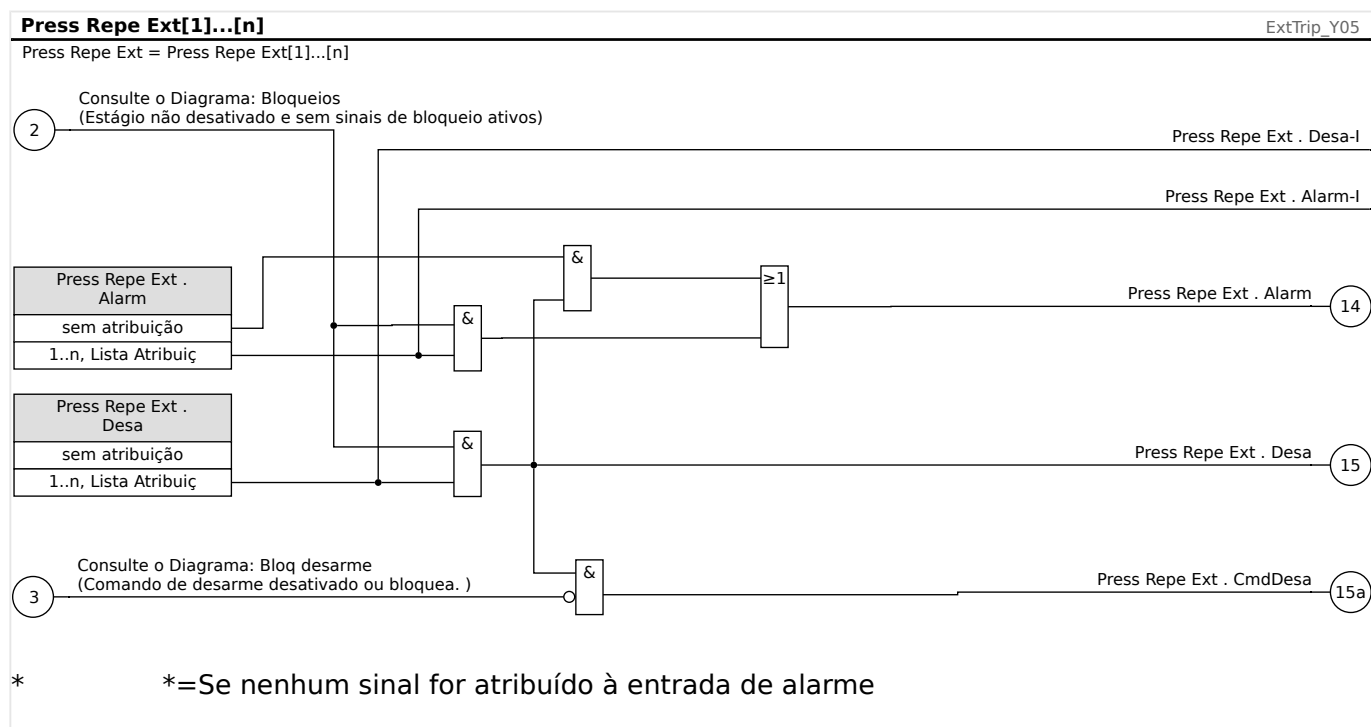 Press Repe Ext[1]...[n]
ExtTrip_Y05
Press Repe Ext = Press Repe Ext[1]...[n]
Consulte o Diagrama: Bloqueios
(Estágio não desativado e sem sinais de bloqueio ativos)
2
Press Repe Ext . Desa-I
Press Repe Ext . Alarm-I
&
Press Repe Ext .
Alarm
≥1
Press Repe Ext . Alarm
14
sem atribuição
&
1..n, Lista Atribuiç
Press Repe Ext .
Desa
&
sem atribuição
Press Repe Ext . Desa
15
1..n, Lista Atribuiç
Consulte o Diagrama: Bloq desarme
(Comando de desarme desativado ou bloquea. )
3
&
Press Repe Ext . CmdDesa
15a
* *=Se nenhum sinal for atribuído à entrada de alarme